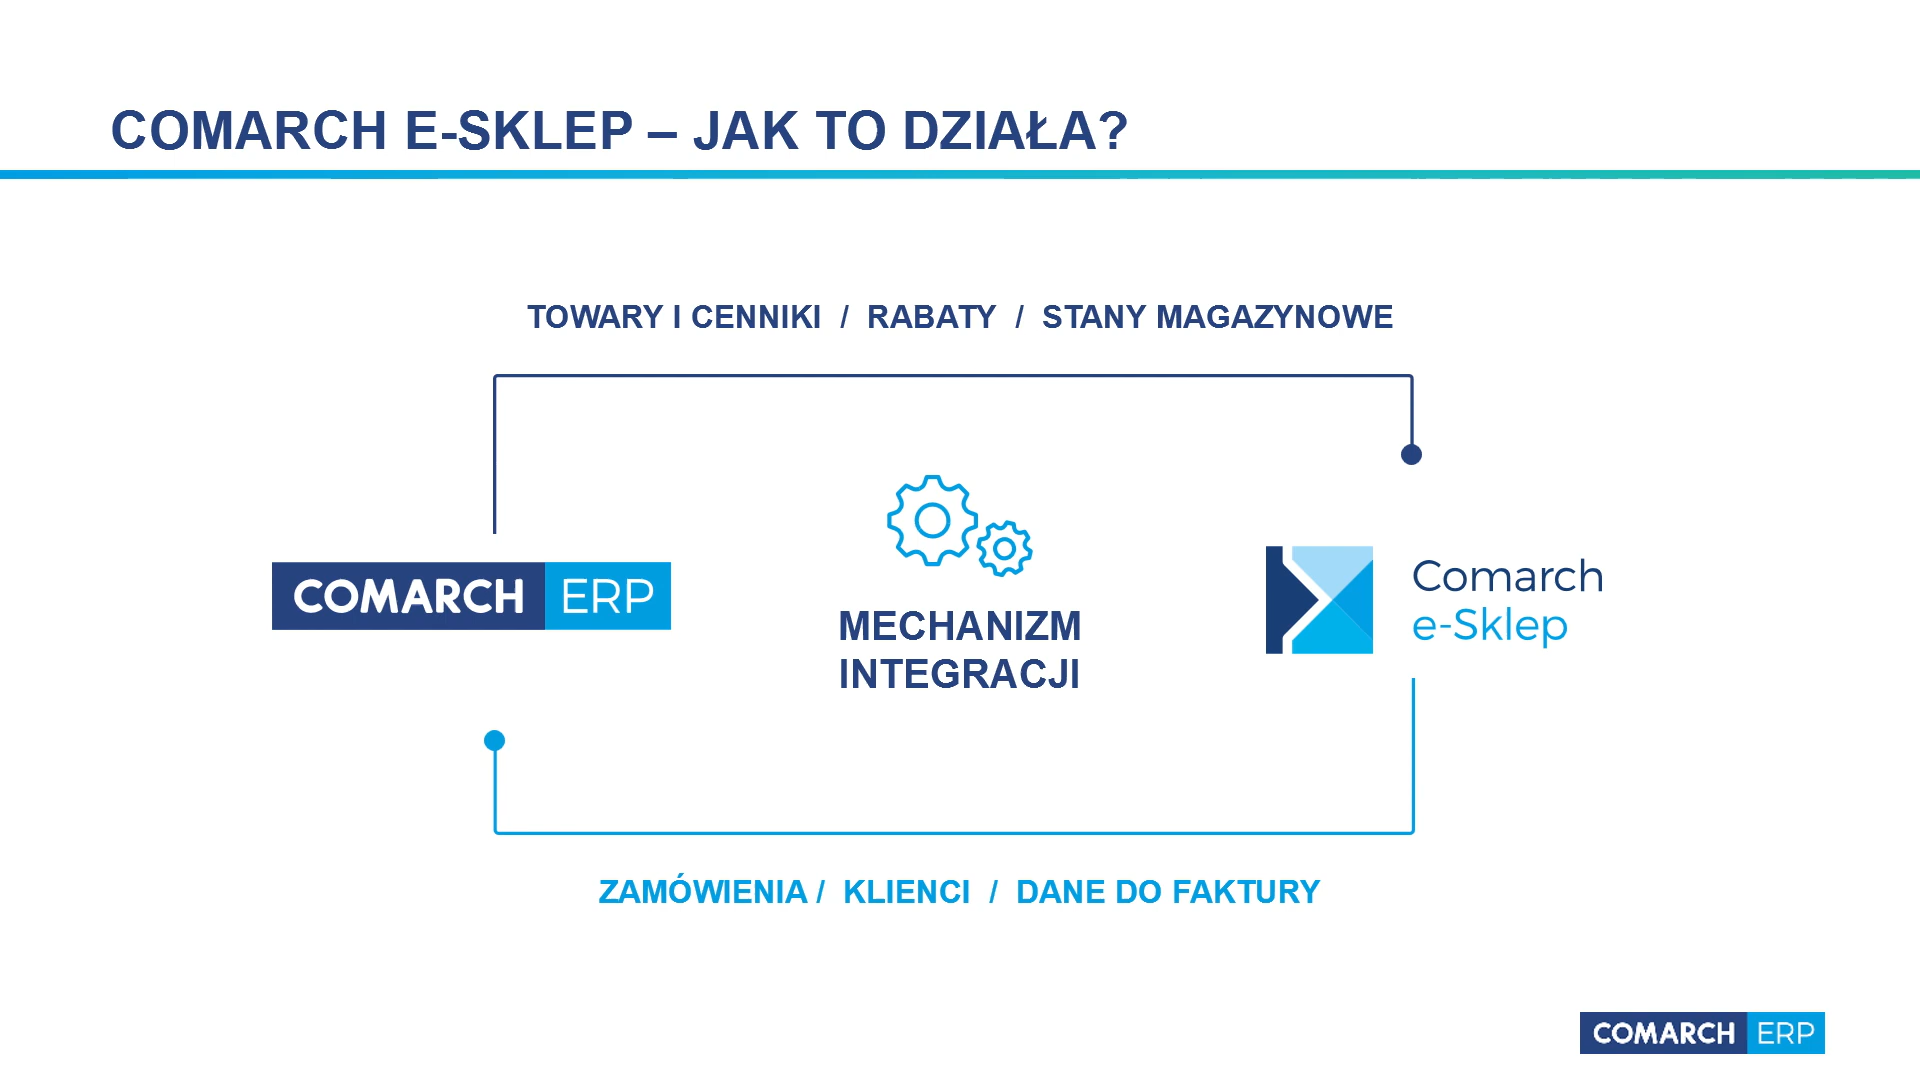 COMARCH E-SKLEP – JAK TO DZIAŁA?
TOWARY I CENNIKI / RABATY / STANY MAGAZYNOWE
COMARCH ERP
MECHANIZM
INTEGRACJI
Comarch
e-Sklep
ZAMÓWIENIA / KLIENCI / DANE DO FAKTURY
COMARCH ERP